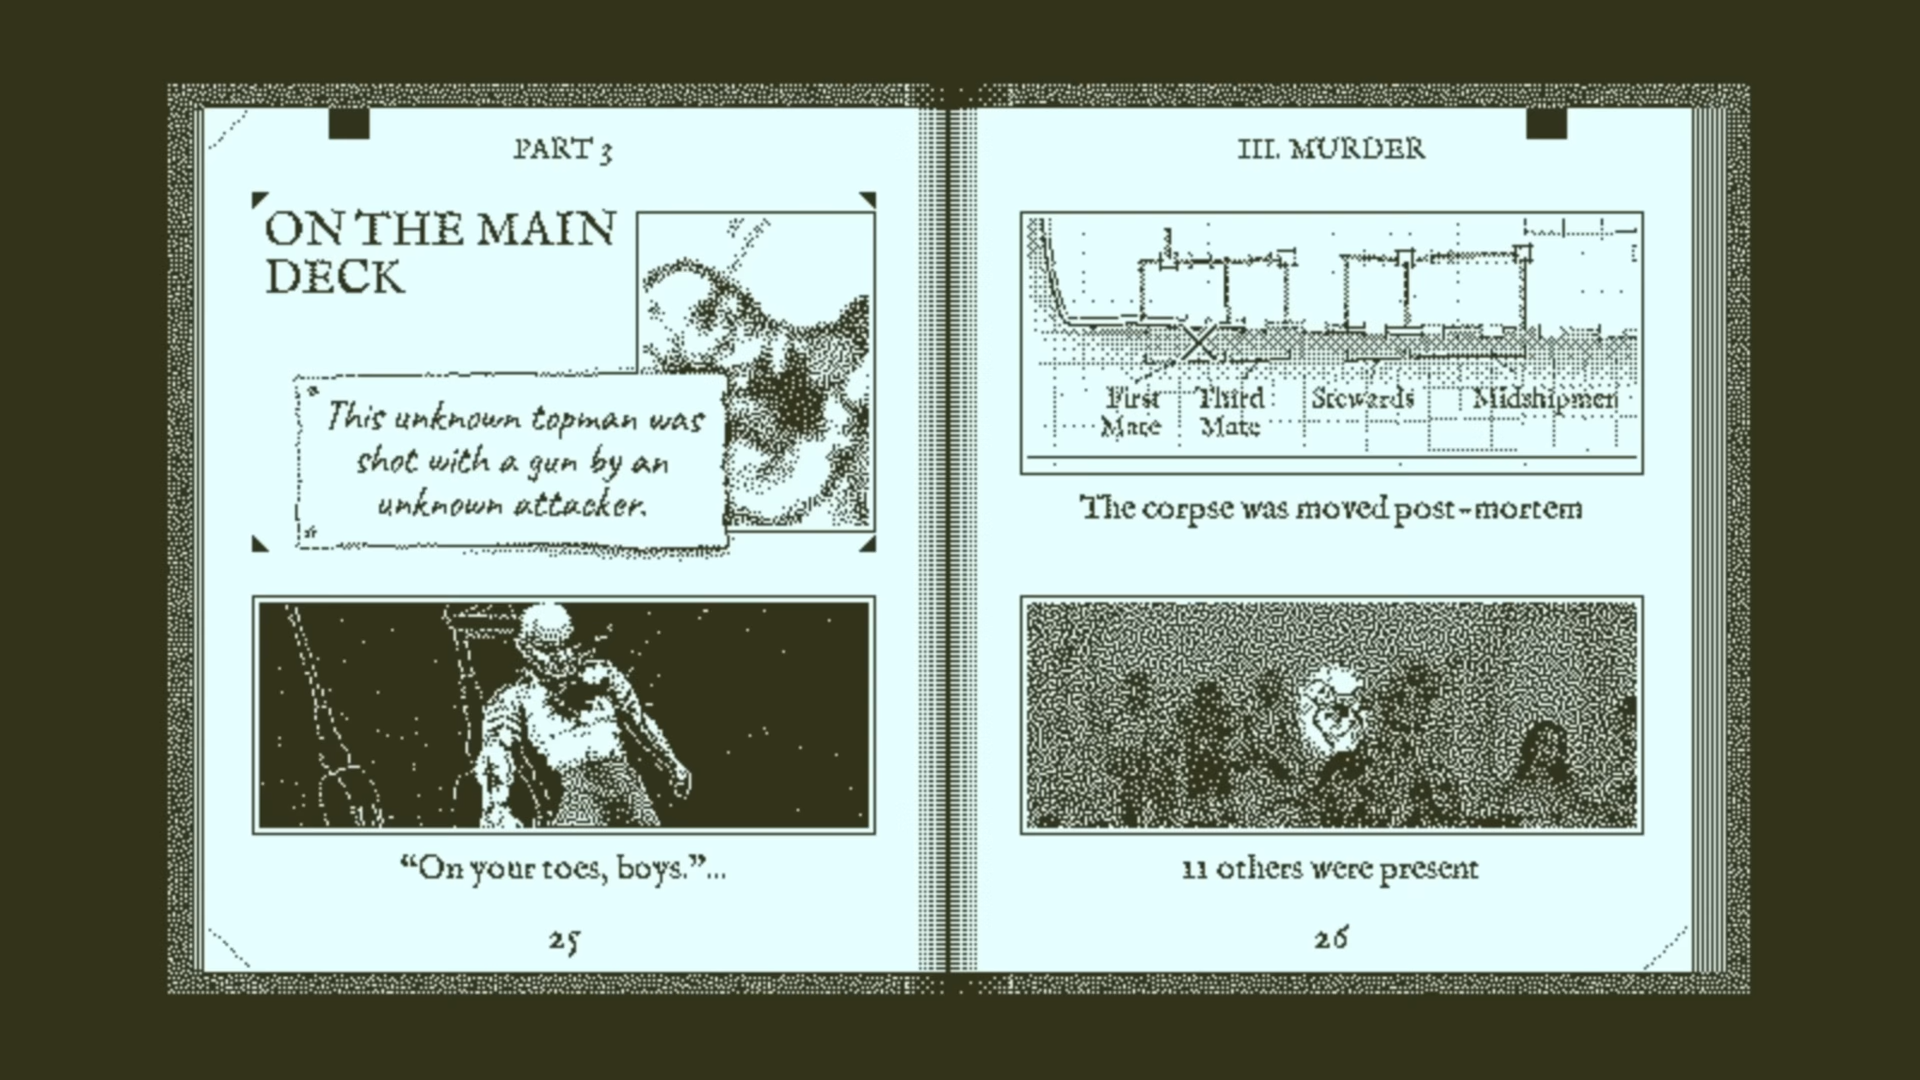 PART 3
ON THE MAIN
DECK
This unknown topman was
shot with a gun by an
unknown attacker.
“On your toes, boys.”...
25
III. MURDER
First Third Stewards Midshipmen
Mate Mate
The corpse was moved post-mortem
11 others were present
26